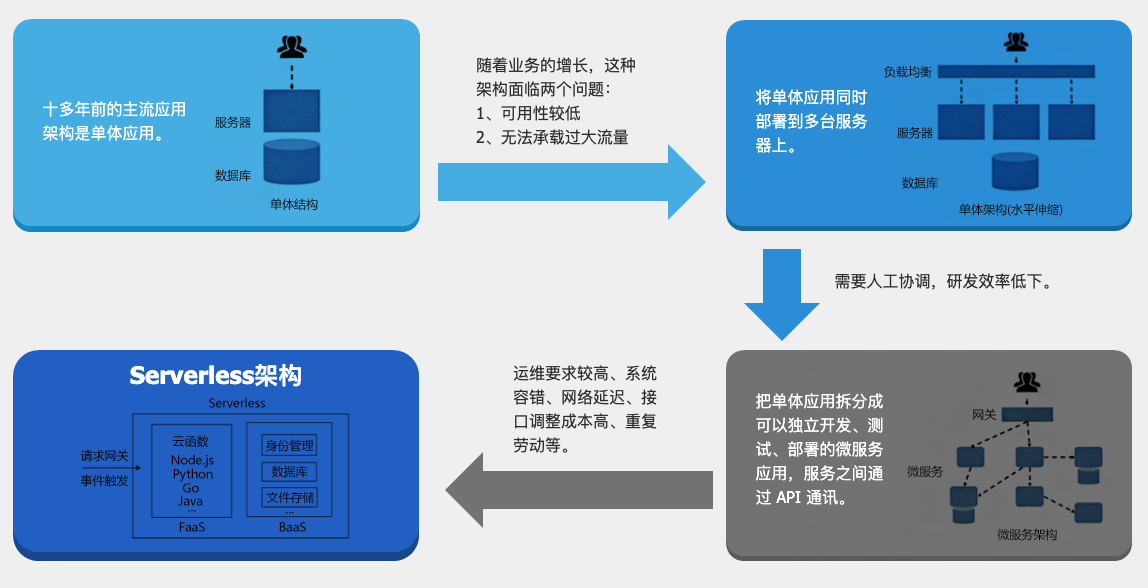 十多年前的主流应用
架构是单体应用。
服务器
数据库
单体结构
随着业务的增长，这种
架构面临两个问题：
1、可用性较低
2、无法承载过大流量
将单体应用同时
部署到多台服务
器上。
负载均衡
服务器
数据库
单体架构(水平伸缩)
需要人工协调，研发效率低下。
把单体应用拆分成
可以独立开发、测
试、部署的微服务
应用，服务之间通
过 API 通讯。
网关
微服务
微服务架构
运维要求较高、系统
容错、网络延迟、接
口调整成本高、重复
劳动等。
Serverless架构
Serverless
请求网关
事件触发
云函数
Node.js
Python
Go
Java
...
FaaS
身份管理
数据库
文件存储
...
BaaS